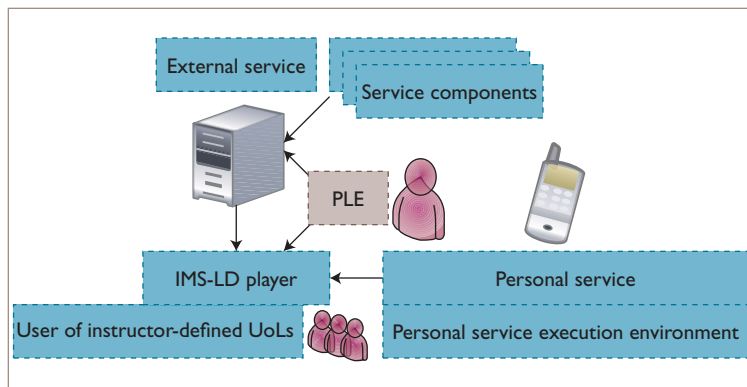 External service
Service components
PLE
IMS-LD player
Personal service
User of instructor-defined UoLs
Personal service execution environment